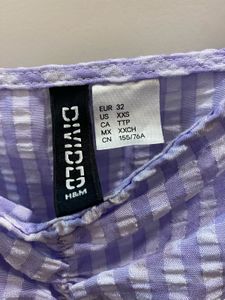 DIVIDED
H&M
EUR 32
US XXS
CA TTP
MX XXCH
CN 155/76A